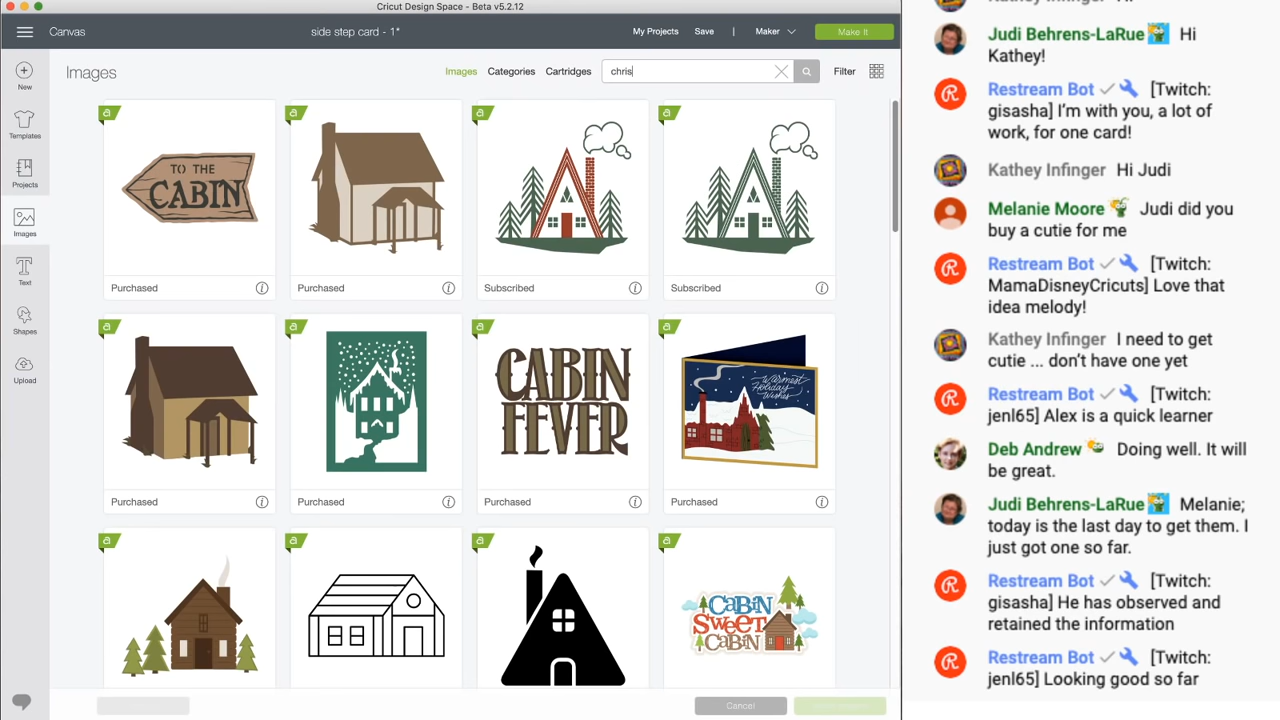 Cricut Design Space - Beta v5.2.12
Canvas
side step card - 1*
My Projects
Save
|
Maker
Make It
New
Templates
Projects
Images
Text
Shapes
Upload
Images
Images
Categories
Cartridges
chris
Filter
TO THE
CABIN
Purchased
Purchased
Subscribed
Subscribed
Purchased
Purchased
CABIN
FEVER
Purchased
Warmest
Holiday
Wishes
Purchased
CABIN
SWEET
CABIN
Cancel
Judi Behrens-LaRue Hi
Kathey!
Restream Bot [Twitch:
gisasha] I'm with you, a lot of
work, for one card!
Kathey Infinger Hi Judi
Melanie Moore Judi did you
buy a cutie for me
Restream Bot [Twitch:
MamaDisneyCricuts] Love that
idea melody!
Kathey Infinger I need to get
cutie ... don't have one yet
Restream Bot [Twitch:
jenl65] Alex is a quick learner
Deb Andrew Doing well. It will
be great.
Judi Behrens-LaRue Melanie;
today is the last day to get them. I
just got one so far.
Restream Bot [Twitch:
gisasha] He has observed and
retained the information
Restream Bot [Twitch:
jenl65] Looking good so far